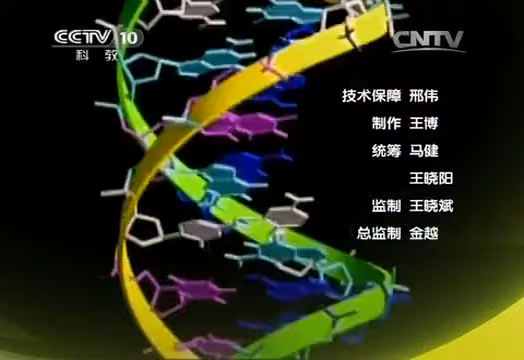 CCTV 10
科教
CNTV
技术保障 邢伟
制作 王博
统筹 马健
王晓阳
监制 王晓斌
总监制 金越